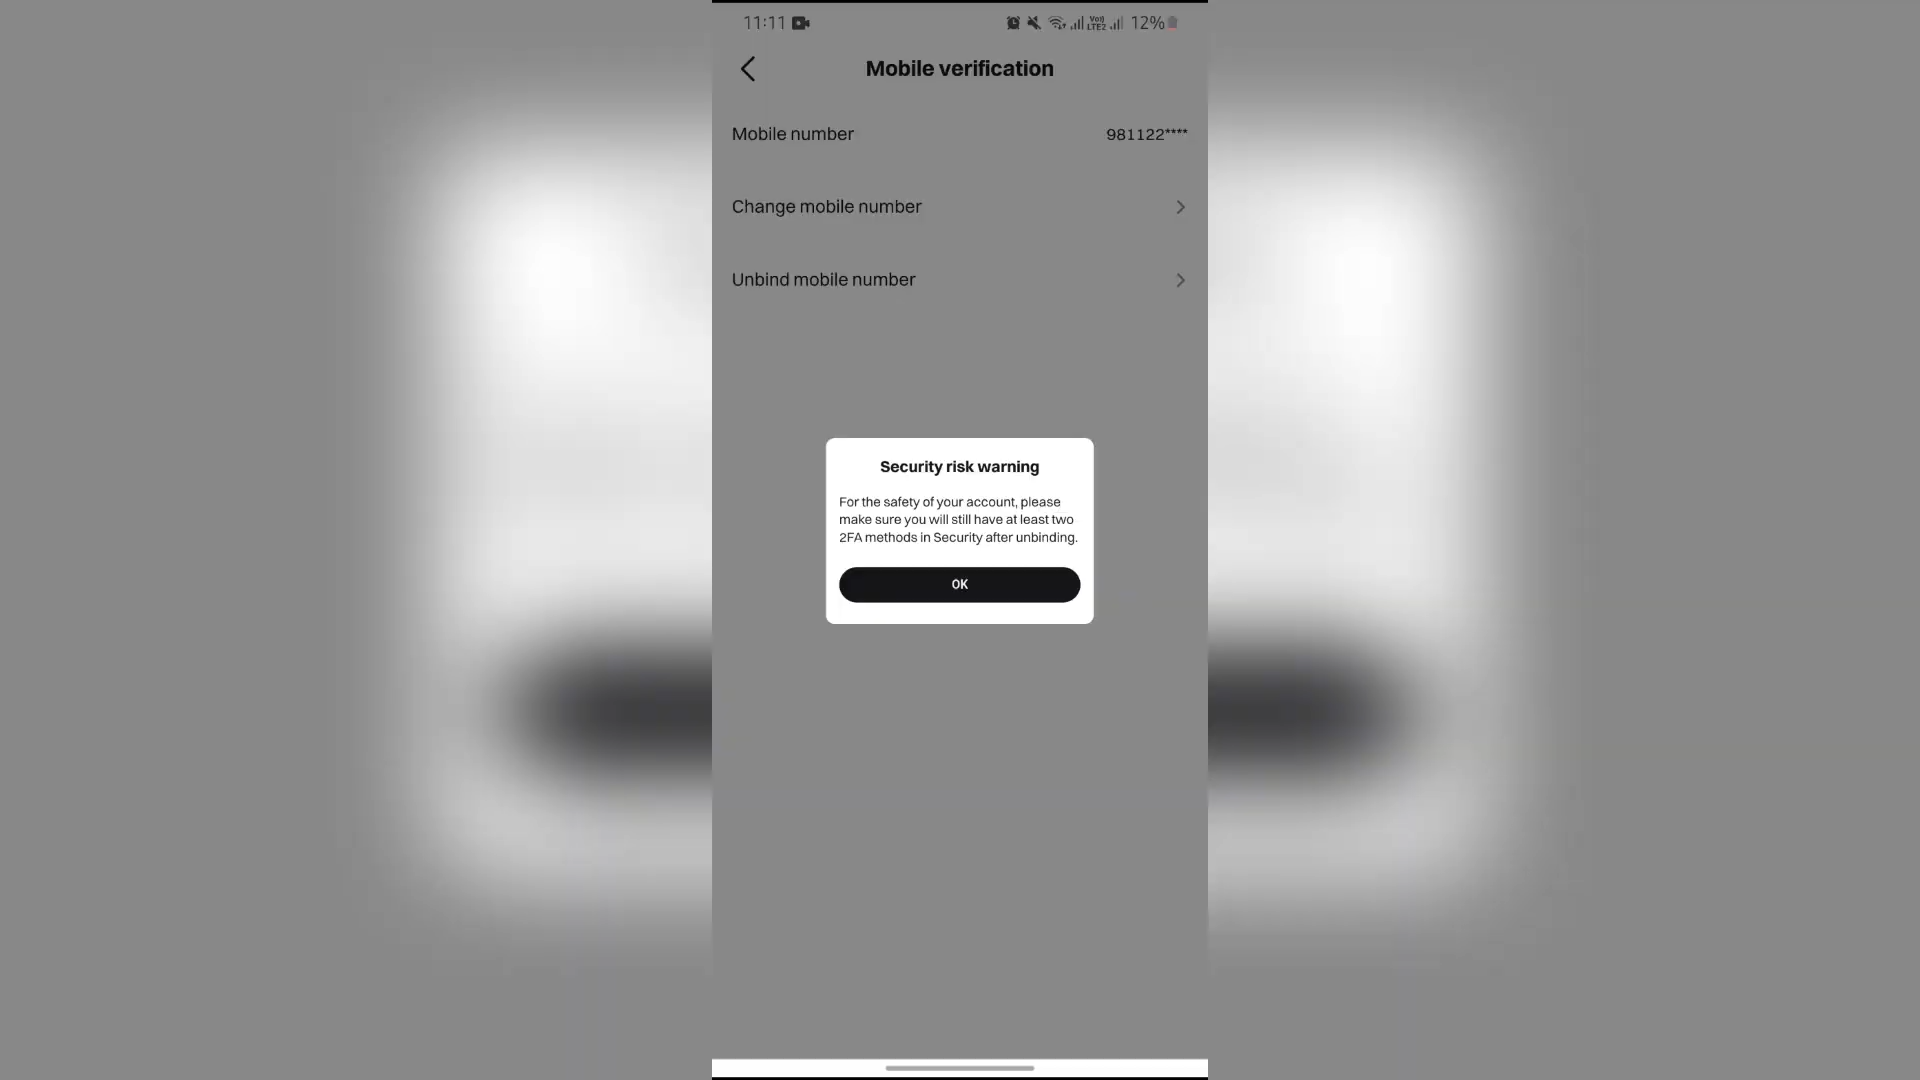 11:11
Vo)) LTE2 12%
Mobile verification
Mobile number 981122****
Change mobile number
Unbind mobile number
Security risk warning
For the safety of your account, please
make sure you will still have at least two
2FA methods in Security after unbinding.
OK